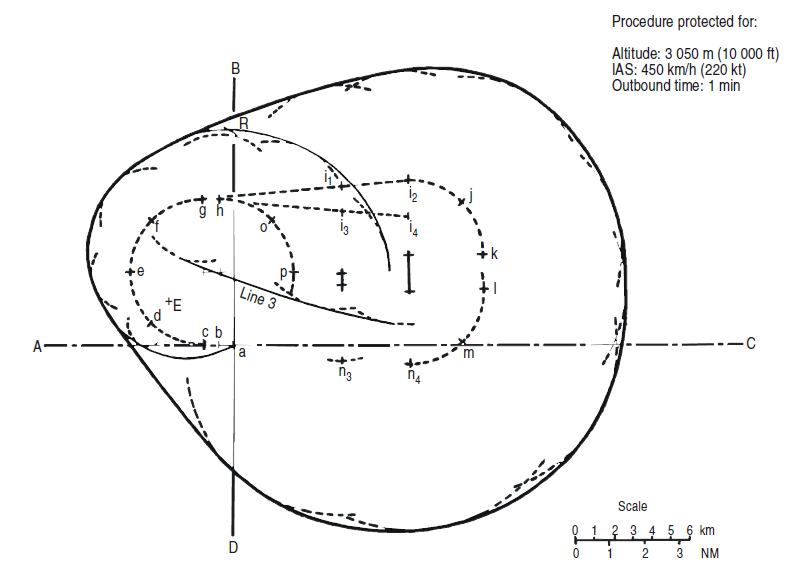 Procedure protected for:
Altitude: 3 050 m (10 000 ft)
IAS: 450 km/h (220 kt)
Outbound time: 1 min
B
R
i1
i2
j
g h
o
i3
i4
f
k
e
p
l
E
Line 3
d
c b
A
a
m
C
n3
n4
Scale
0 1 2 3 4 5 6 km
0 1 2 3 NM
D